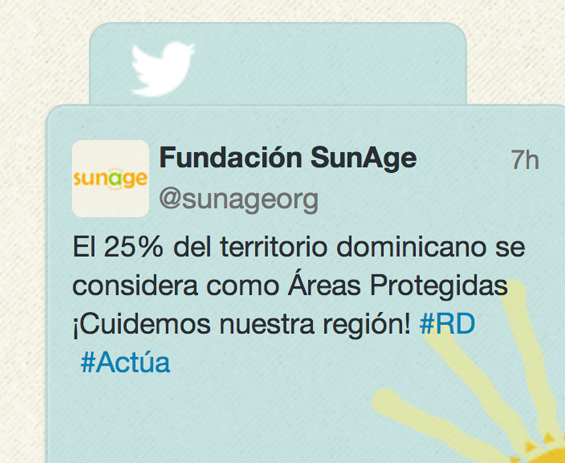 sunage
Fundación SunAge
7h
@sunageorg
El 25% del territorio dominicano se
considera como Áreas Protegidas
¡Cuidemos nuestra región! #RD
#Actúa